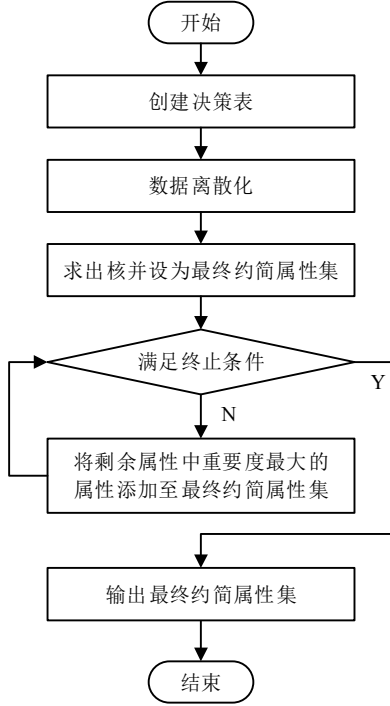 开始
创建决策表
数据离散化
求出核并设为最终约简属性集
满足终止条件
Y
N
将剩余属性中重要度最大的
属性添加至最终约简属性集
输出最终约简属性集
结束